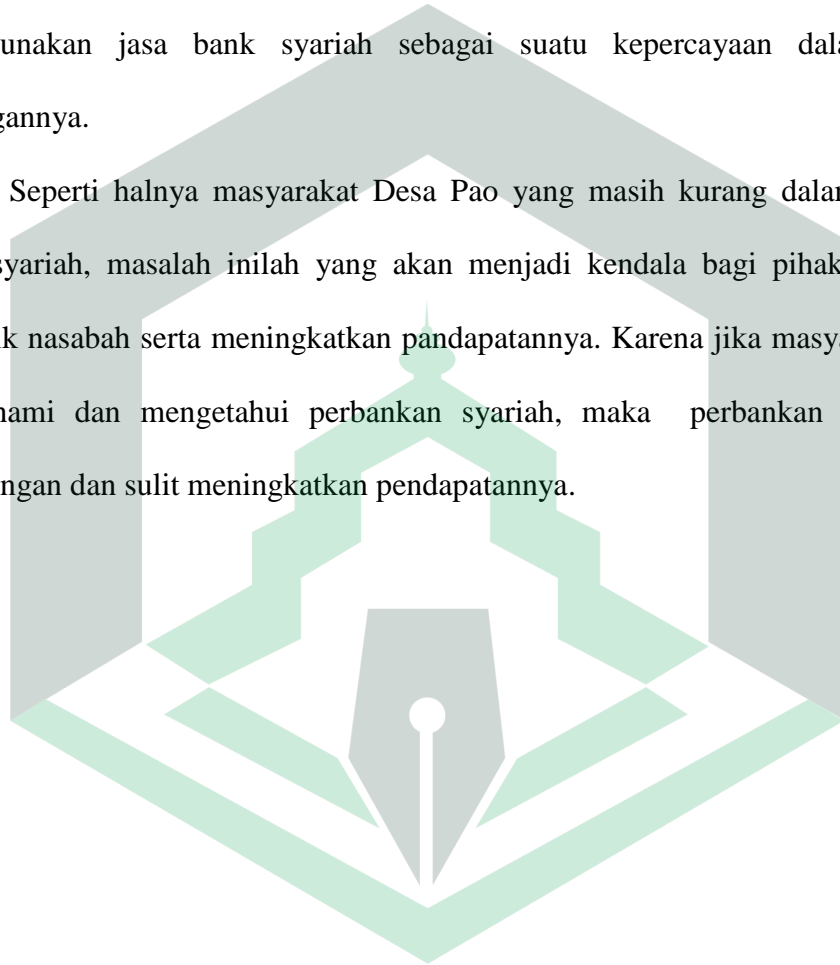 unakan jasa bank syariah sebagai suatu kepercayaan dala
gannya.
Seperti halnya masyarakat Desa Pao yang masih kurang dalam
syariah, masalah inilah yang akan menjadi kendala bagi pihak
ik nasabah serta meningkatkan pandapatannya. Karena jika masya
ami dan mengetahui perbankan syariah, maka perbankan
ngan dan sulit meningkatkan pendapatannya.